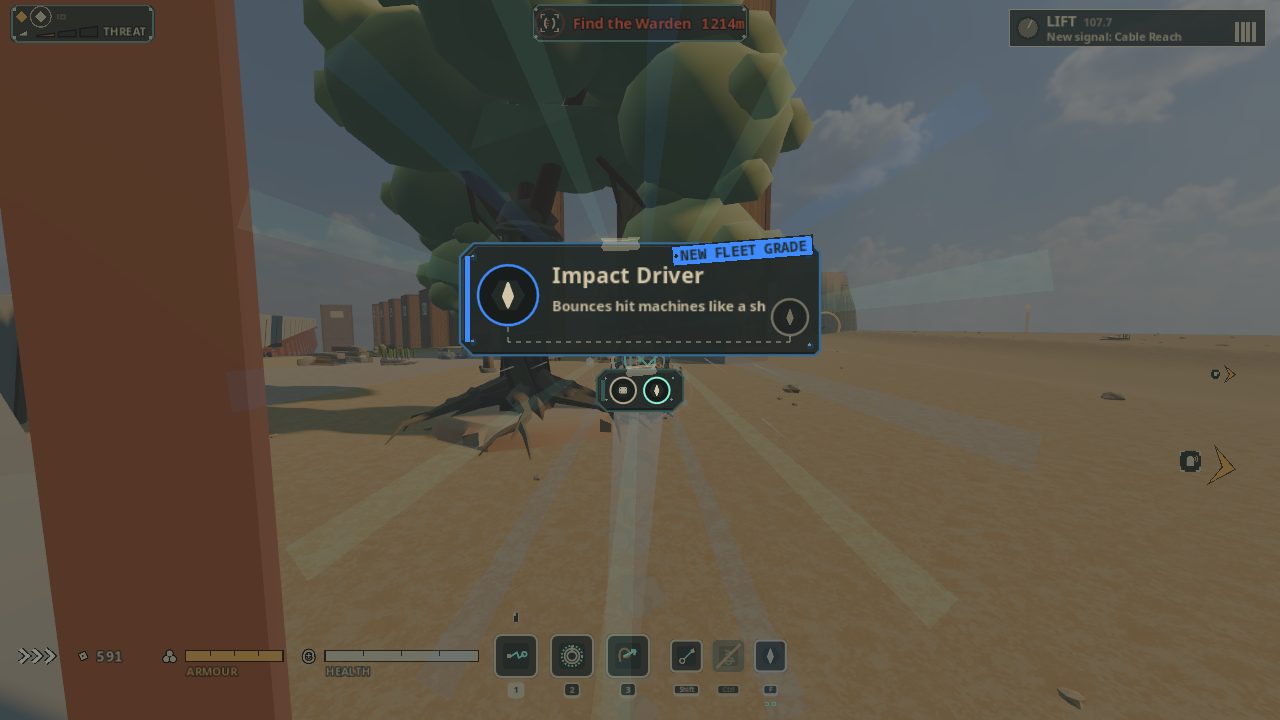 THREAT
Find the Warden 1214m
LIFT 107.7
New signal: Cable Reach
NEW FLEET GRADE
Impact Driver
Bounces hit machines like a sh
591
ARMOUR
HEALTH
1
2
3
Shift
Ctrl
F